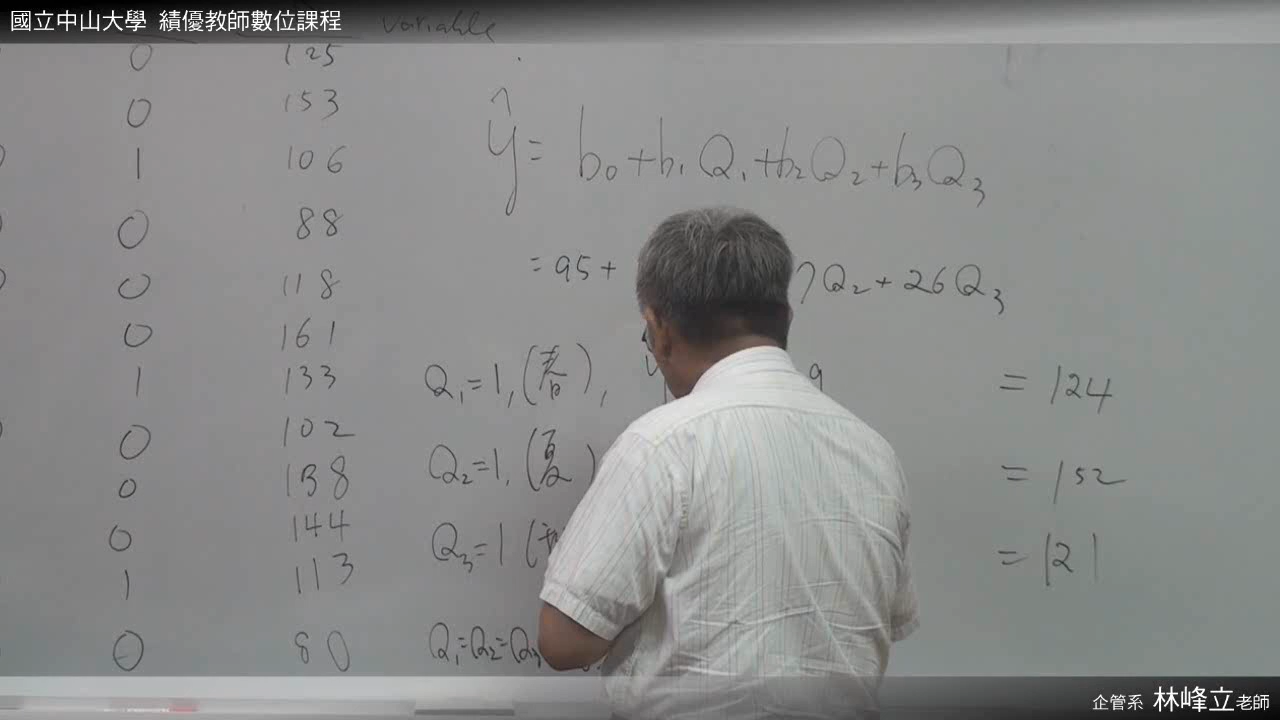 國立中山大學 績優教師數位課程
variable
0 125
0 153
1 106
0 88
0 118
0 161
1 133
0 102
0 138
0 144
1 113
0 80
ŷ = b₀+b₁Q₁+b₂Q₂+b₃Q₃
= 95+ 7Q₂+26Q₃
Q₁=1, (春), 9 = 124
Q₂=1, (夏) = 152
Q₃=1 ( = 121
Q₁=Q₂=Q₃
企管系 林峰立老師